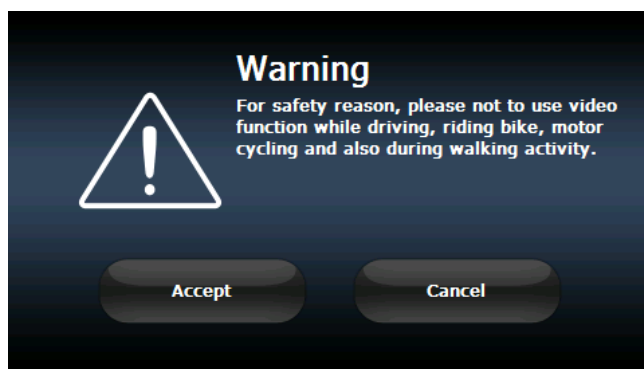 Warning
For safety reason, please not to use video
function while driving, riding bike, motor
cycling and also during walking activity.
Accept
Cancel